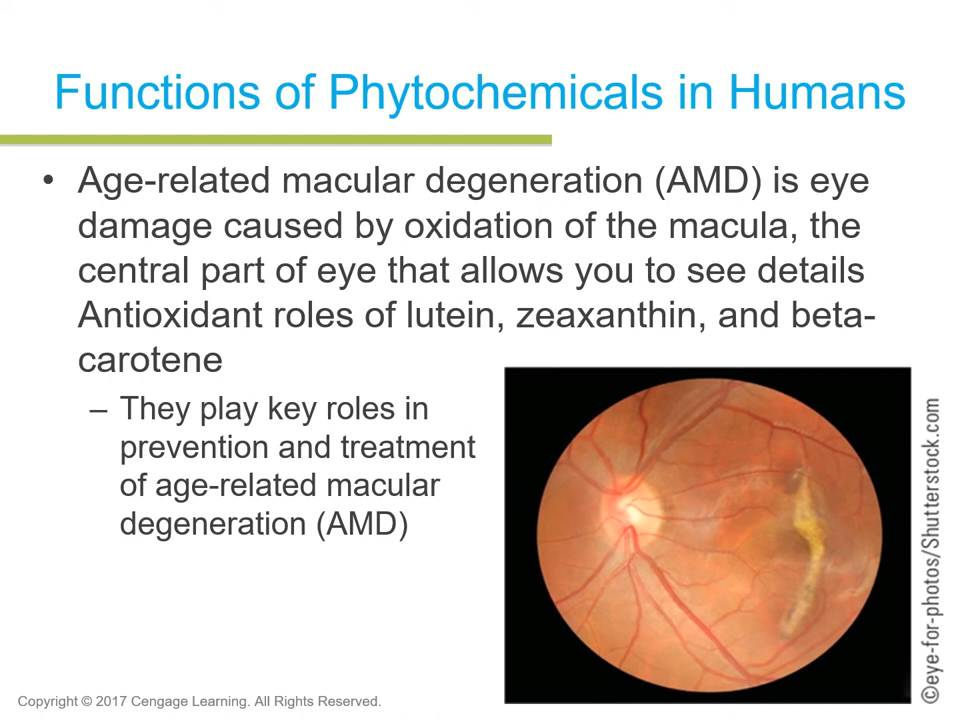 Functions of Phytochemicals in Humans
• Age-related macular degeneration (AMD) is eye
damage caused by oxidation of the macula, the
central part of eye that allows you to see details
Antioxidant roles of lutein, zeaxanthin, and beta-
carotene
– They play key roles in
prevention and treatment
of age-related macular
degeneration (AMD)
©eye-for-photos/Shutterstock.com
Copyright © 2017 Cengage Learning. All Rights Reserved.